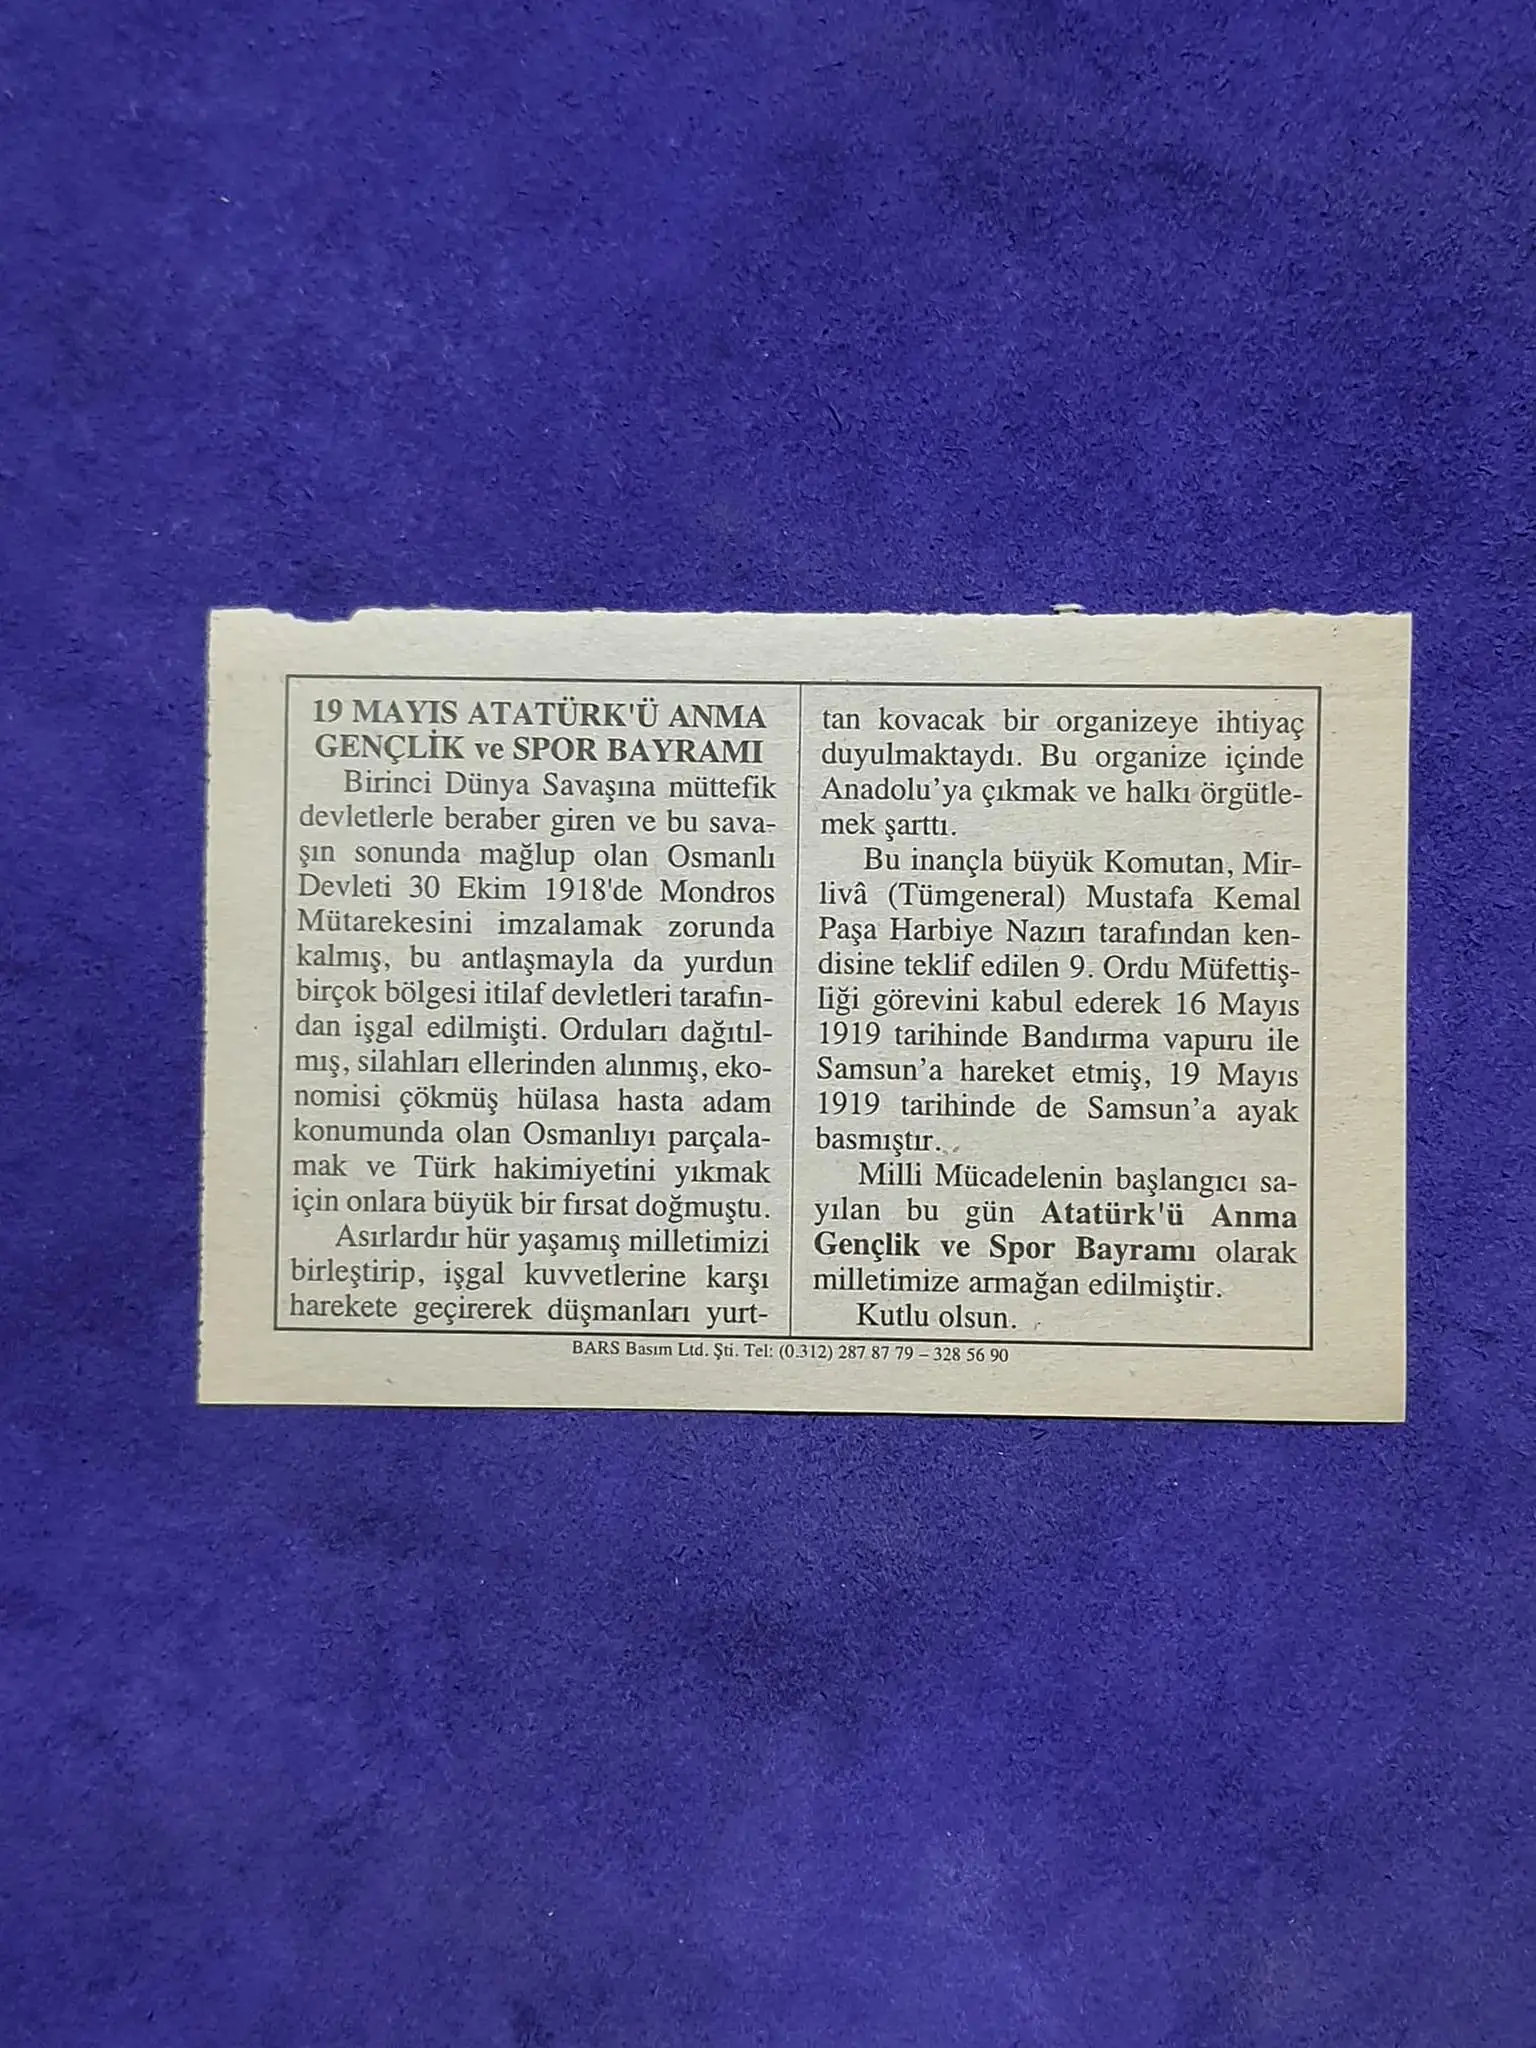 19 MAYIS ATATÜRK'Ü ANMA
GENÇLİK ve SPOR BAYRAMI
Birinci Dünya Savaşına müttefik
devletlerle beraber giren ve bu sava-
şın sonunda mağlup olan Osmanlı
Devleti 30 Ekim 1918'de Mondros
Mütarekesini imzalamak zorunda
kalmış, bu antlaşmayla da yurdun
birçok bölgesi itilaf devletleri tarafın-
dan işgal edilmişti. Orduları dağıtıl-
mış, silahları ellerinden alınmış, eko-
nomisi çökmüş hülasa hasta adam
konumunda olan Osmanlıyı parçala-
mak ve Türk hakimiyetini yıkmak
için onlara büyük bir fırsat doğmuştu.
Asırlardır hür yaşamış milletimizi
birleştirip, işgal kuvvetlerine karşı
harekete geçirerek düşmanları yurt-
tan kovacak bir organizeye ihtiyaç
duyulmaktaydı. Bu organize içinde
Anadolu'ya çıkmak ve halkı örgütle-
mek şarttı.
Bu inançla büyük Komutan, Mir-
livâ (Tümgeneral) Mustafa Kemal
Paşa Harbiye Nazırı tarafından ken-
disine teklif edilen 9. Ordu Müfettiş-
liği görevini kabul ederek 16 Mayıs
1919 tarihinde Bandırma vapuru ile
Samsun'a hareket etmiş, 19 Mayıs
1919 tarihinde de Samsun'a ayak
basmıştır.
Milli Mücadelenin başlangıcı sa-
yılan bu gün Atatürk'ü Anma
Gençlik ve Spor Bayramı olarak
milletimize armağan edilmiştir.
Kutlu olsun.
BARS Basım Ltd. Şti. Tel: (0.312) 287 87 79 – 328 56 90